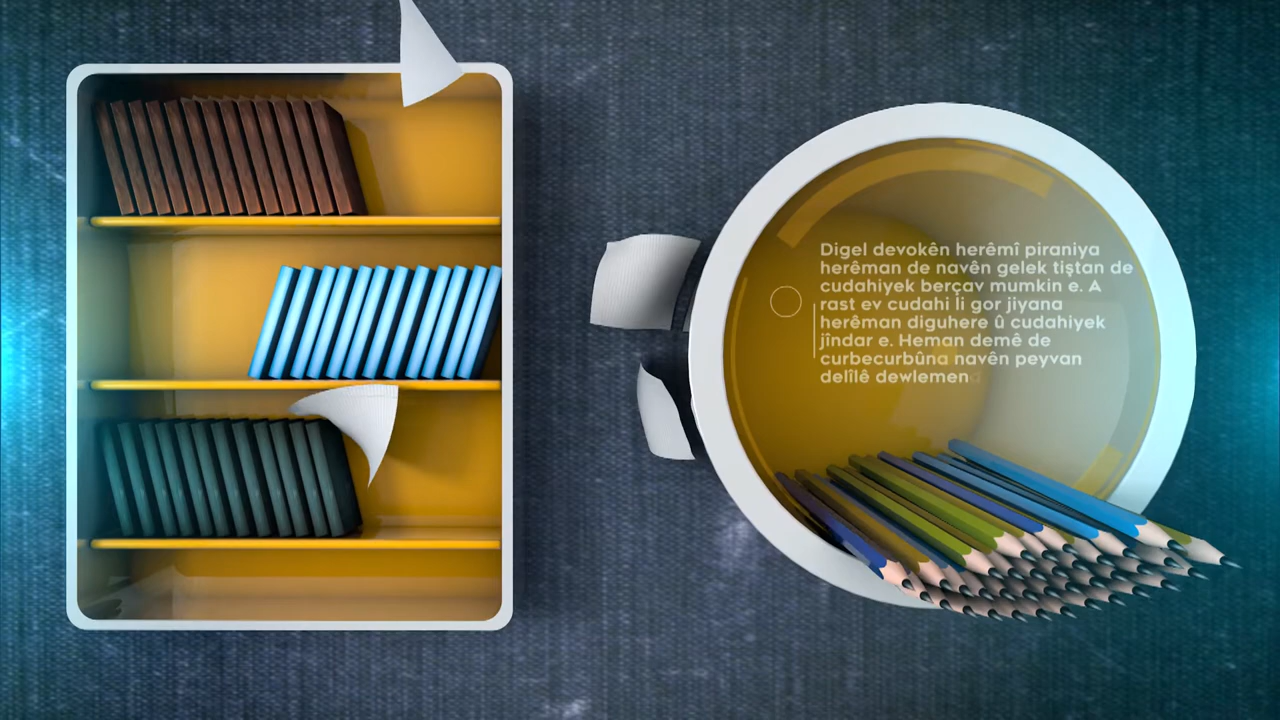 Digel devokên herêmî piraniya
herêman de navên gelek tiştan de
cudahiyek berçav mumkin e. A
rast ev cudahi li gor jiyana
herêman diguhere û cudahiyek
jîndar e. Heman demê de
curbecurbûna navên peyvan
delîlê dewlemen